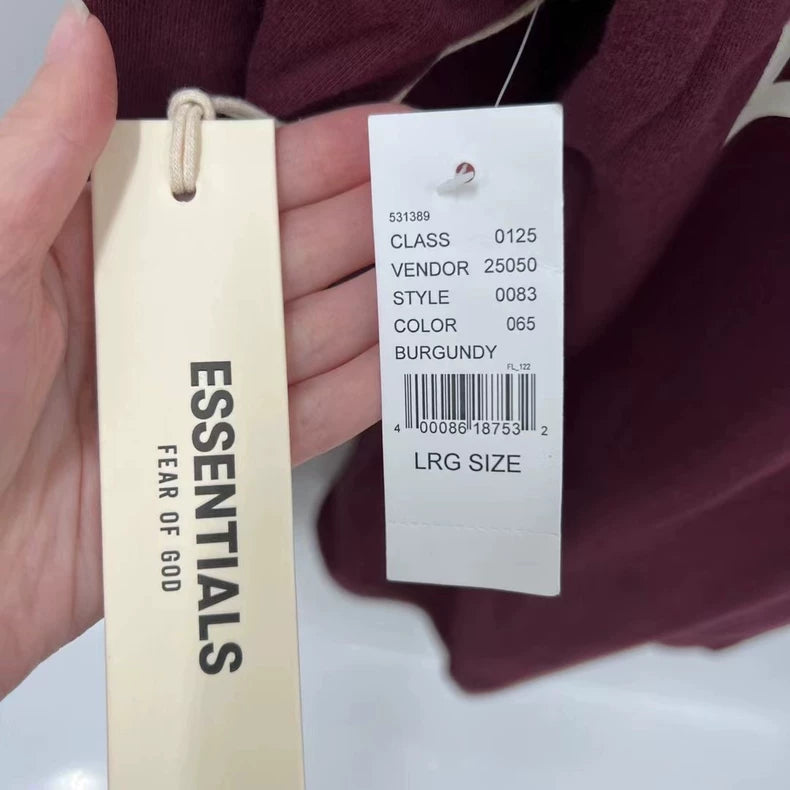 ESSENTIALS
FEAR OF GOD
531389
CLASS 0125
VENDOR 25050
STYLE 0083
COLOR 065
BURGUNDY
FL_122
4 00086 18753 2
LRG SIZE